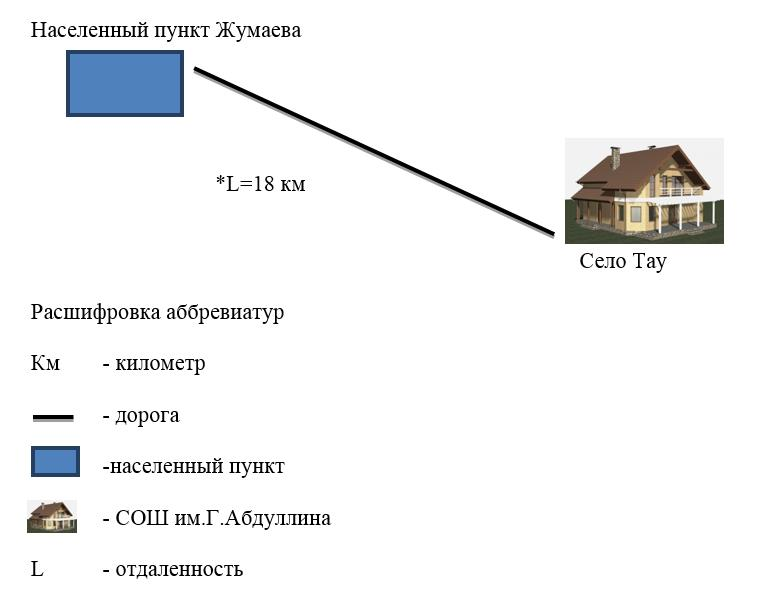 Населенный пункт Жумаева
*L=18 км
Село Тау
Расшифровка аббревиатур
Км - километр
- дорога
-населенный пункт
- СОШ им.Г.Абдуллина
L - отдаленность